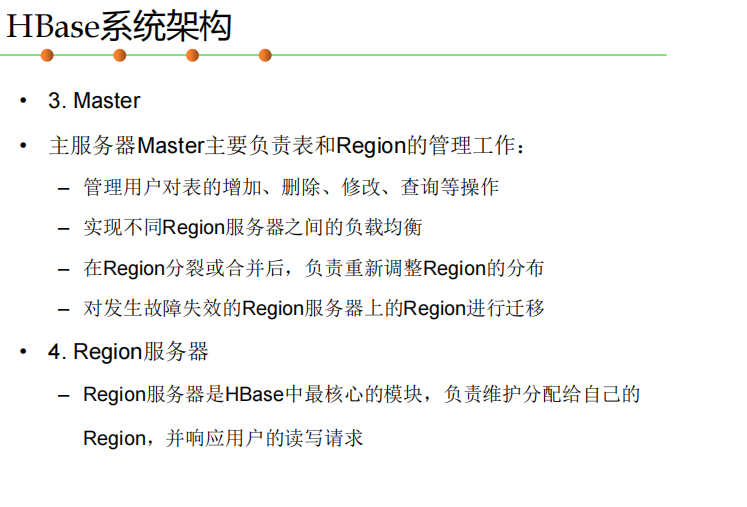 HBase系统架构
• 3. Master
• 主服务器Master主要负责表和Region的管理工作：
– 管理用户对表的增加、删除、修改、查询等操作
– 实现不同Region服务器之间的负载均衡
– 在Region分裂或合并后，负责重新调整Region的分布
– 对发生故障失效的Region服务器上的Region进行迁移
• 4. Region服务器
– Region服务器是HBase中最核心的模块，负责维护分配给自己的
Region，并响应用户的读写请求